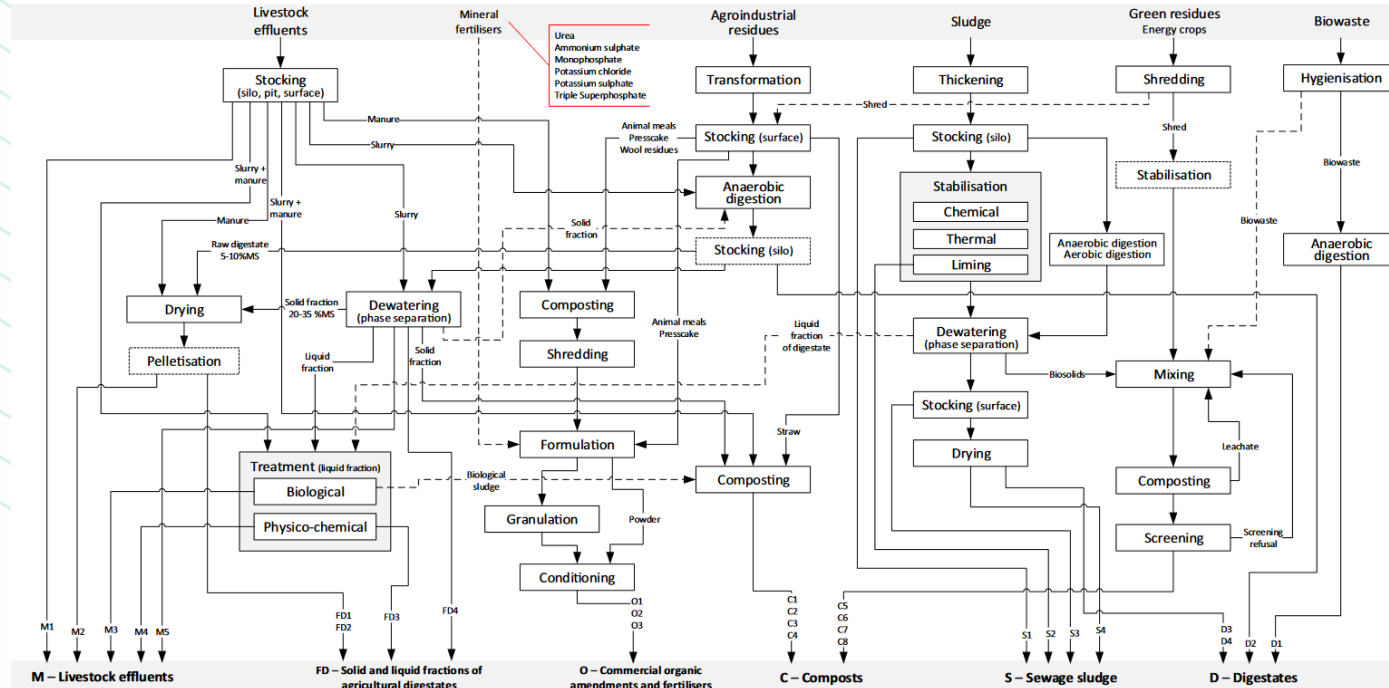 Livestock
effluents
Mineral
fertilisers
Agroindustrial
residues
Sludge
Green residues
Energy crops
Biowaste
Urea
Ammonium sulphate
Monophosphate
Potassium chloride
Potassium sulphate
Triple Superphosphate
Stocking
(silo, pit, surface)
Transformation
Thickening
Shredding
Hygienisation
Shred
Manure
Animal meals
Presscake
Wool residues
Stocking (surface)
Stocking (silo)
Shred
Slurry
Slurry +
manure
Biowaste
Anaerobic
digestion
Stabilisation
Chemical
Thermal
Liming
Stabilisation
Slurry +
manure
Slurry
Manure
Solid
fraction
Biowaste
Raw digestate
5-10%MS
Stocking (silo)
Anaerobic digestion
Aerobic digestion
Anaerobic
digestion
Drying
Solid fraction
20-35 %MS
Dewatering
(phase separation)
Composting
Animal meals
Presscake
Liquid
fraction
of digestate
Dewatering
(phase separation)
Pelletisation
Liquid
fraction
Solid
fraction
Shredding
Biosolids
Mixing
Stocking (surface)
Straw
Formulation
Leachate
Drying
Treatment (liquid fraction)
Biological
Physico-chemical
Biological
sludge
Composting
Composting
Granulation
Powder
Screening
Screening
refusal
Conditioning
M1
M2
M3
M4
M5
FD1
FD2
FD3
FD4
O1
O2
O3
C1
C2
C3
C4
C5
C6
C7
C8
S1
S2
S3
S4
D3
D4
D2
D1
M – Livestock effluents
FD – Solid and liquid fractions of
agricultural digestates
O – Commercial organic
amendments and fertilisers
C – Composts
S – Sewage sludge
D – Digestates